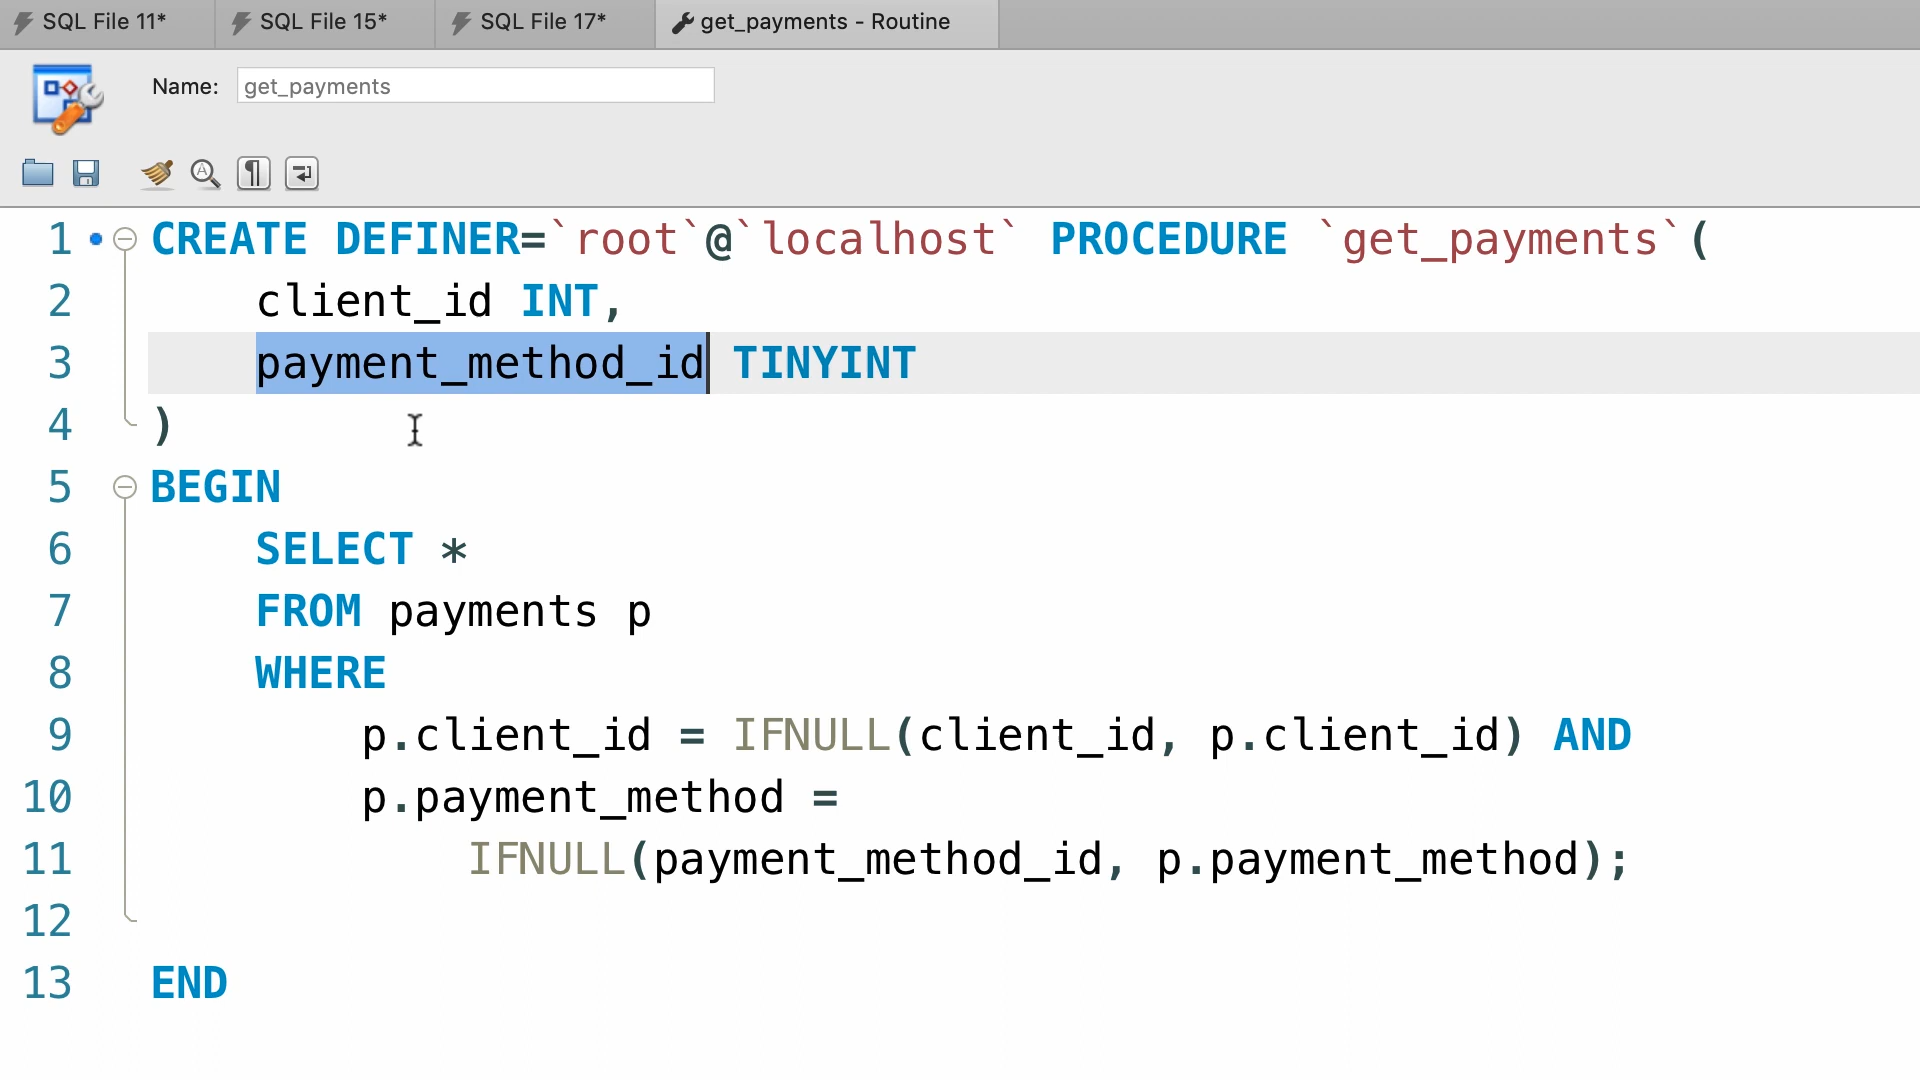 SQL File 11* SQL File 15* SQL File 17* get_payments - Routine
Name: get_payments
1 CREATE DEFINER=`root`@`localhost` PROCEDURE `get_payments`(
2 client_id INT,
3 payment_method_id TINYINT
4 )
5 BEGIN
6 SELECT *
7 FROM payments p
8 WHERE
9 p.client_id = IFNULL(client_id, p.client_id) AND
10 p.payment_method =
11 IFNULL(payment_method_id, p.payment_method);
12
13 END